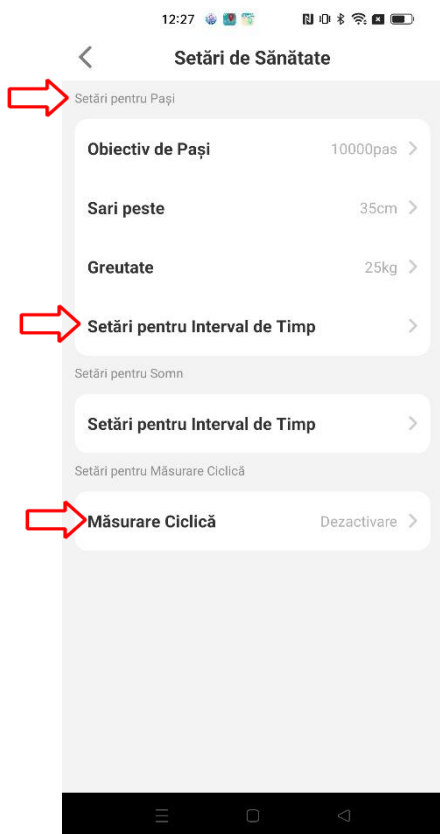 12:27
Setări de Sănătate
Setări pentru Pași
Obiectiv de Pași 10000pas
Sari peste 35cm
Greutate 25kg
Setări pentru Interval de Timp
Setări pentru Somn
Setări pentru Interval de Timp
Setări pentru Măsurare Ciclică
Măsurare Ciclică Dezactivare